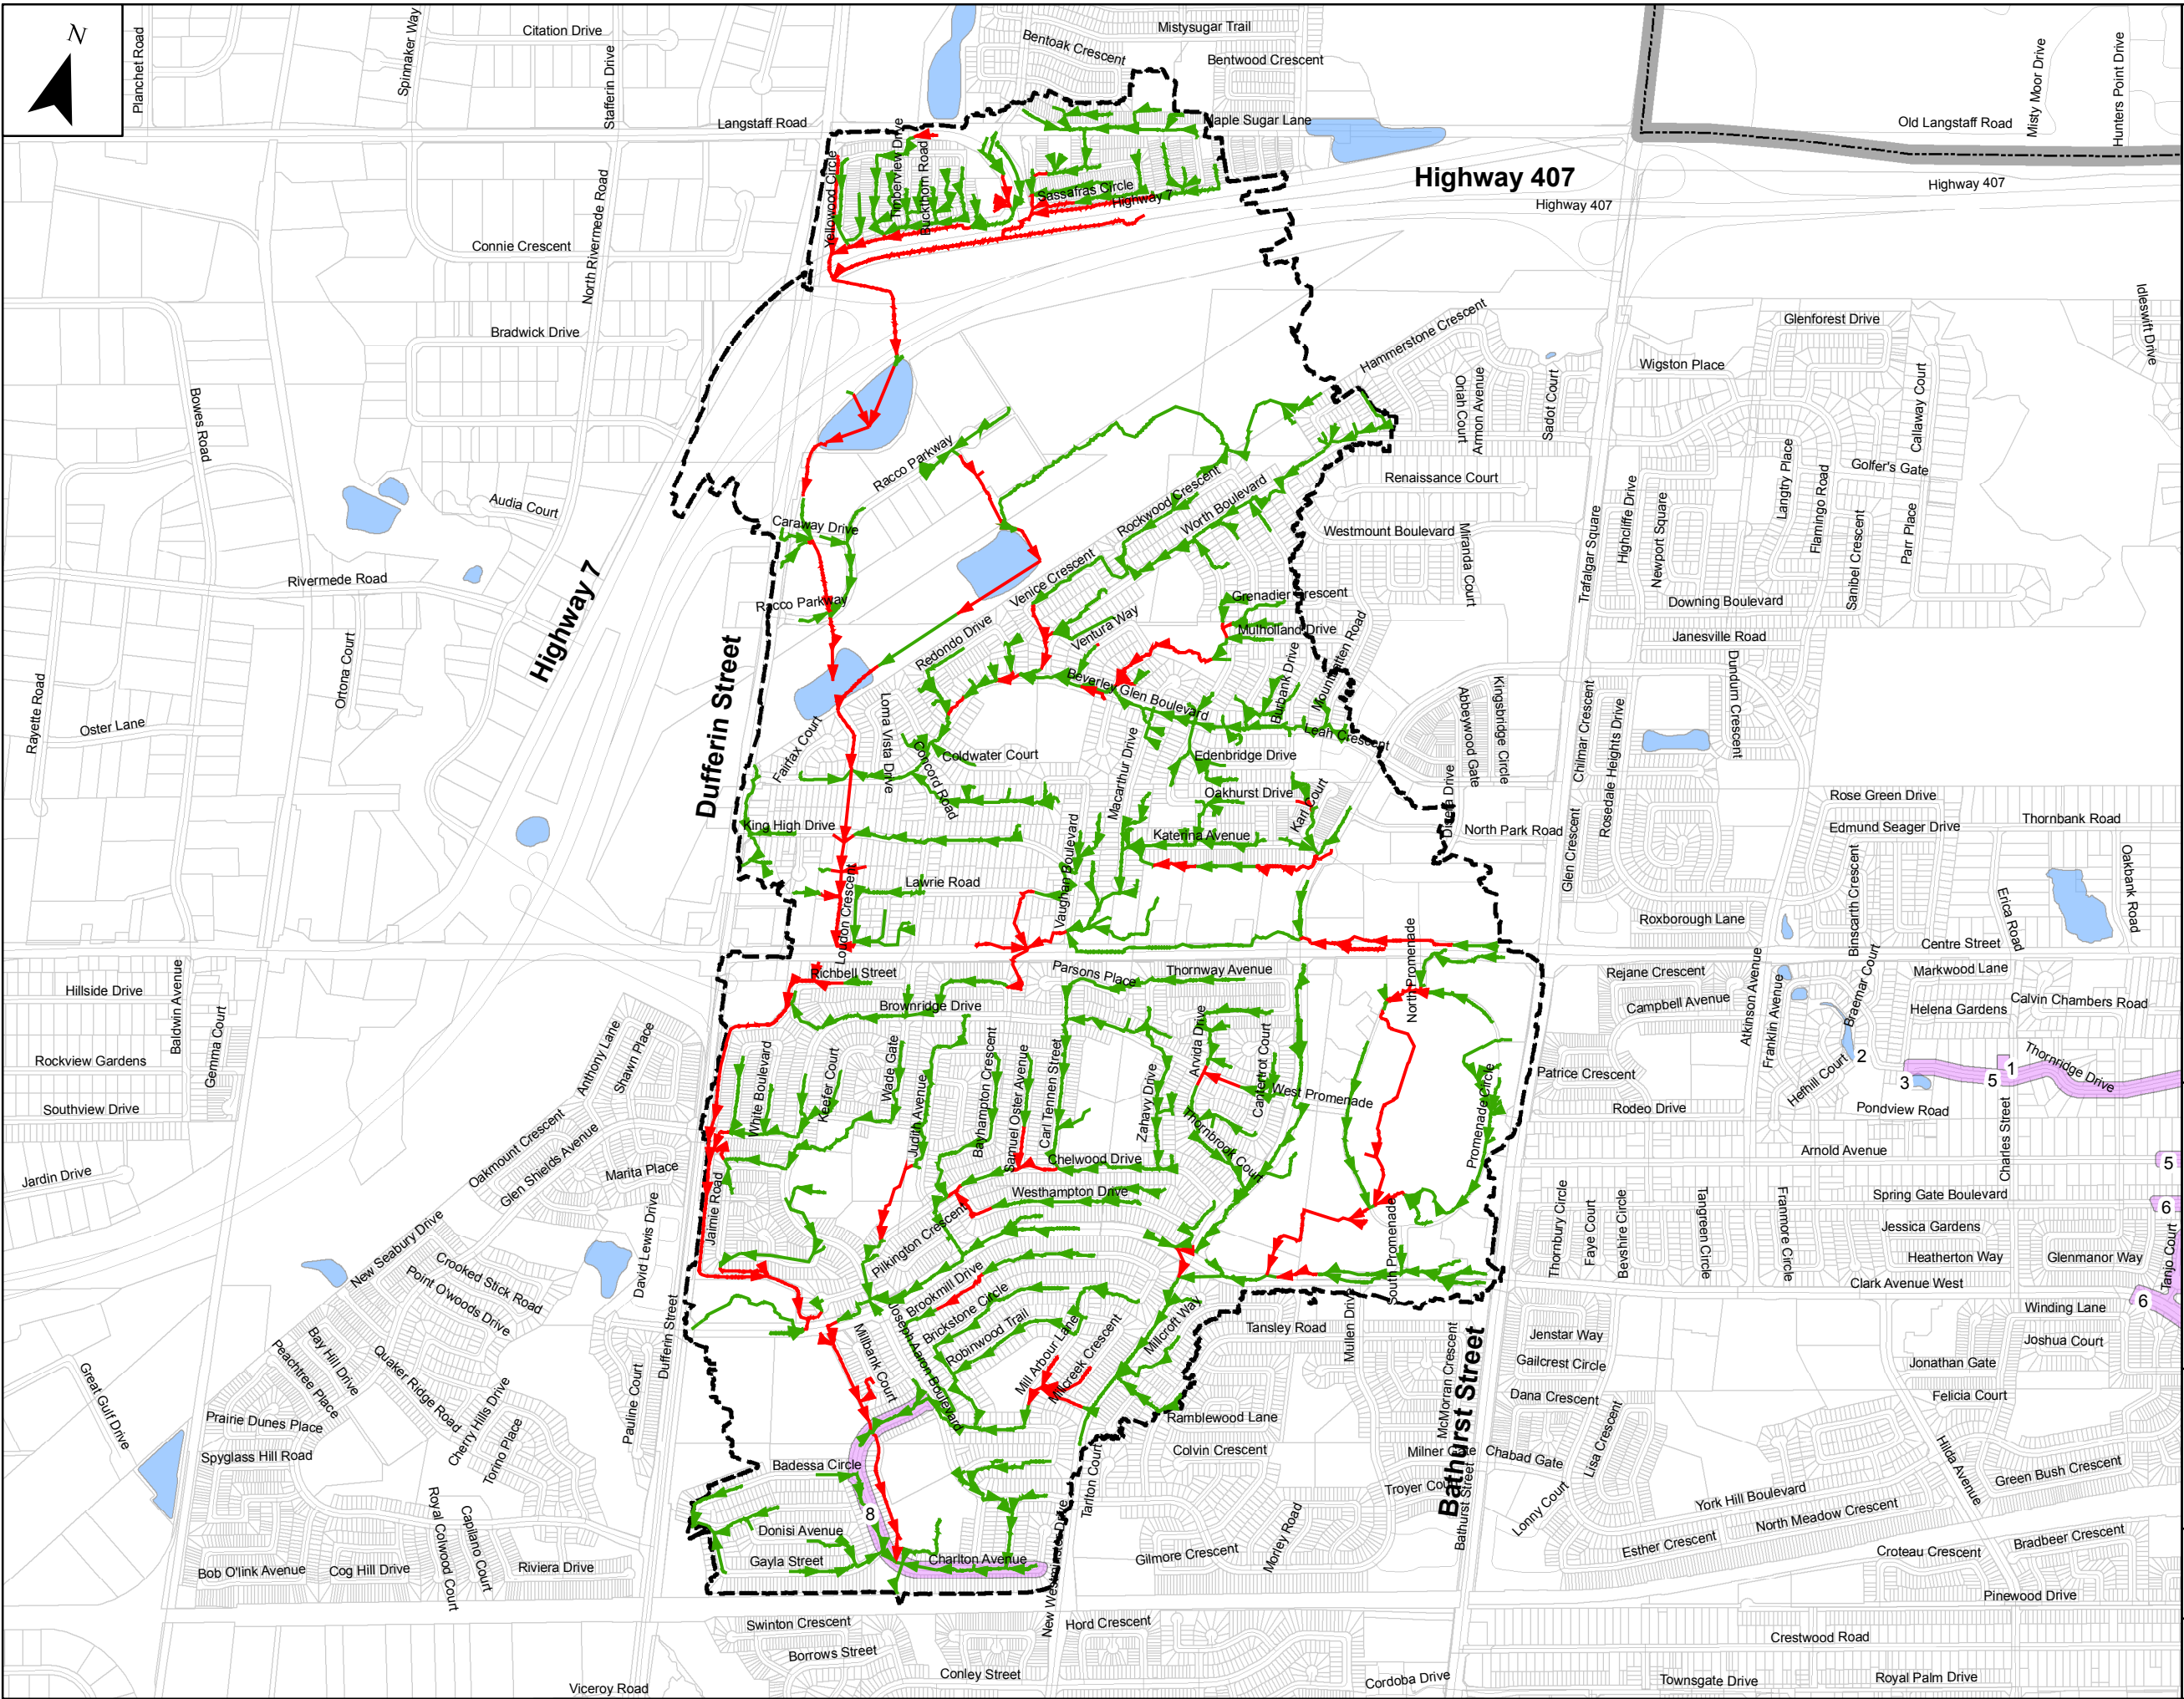 N
Planchet Road
Spinnaker Way
Citation Drive
Stafferin Drive
Mistysugar Trail
Bentoak Crescent
Bentwood Crescent
Misty Moor Drive
Hunters Point Drive
Langstaff Road
Maple Sugar Lane
Old Langstaff Road
Yellowood Circle
Timberview Drive
Buckthorn Road
Sassafras Circle
Highway 7
Highway 407
Highway 407
Highway 407
North Rivermede Road
Connie Crescent
Bradwick Drive
Hammerstone Crescent
Glenforest Drive
Idleswift Drive
Wigston Place
Oriah Court
Armon Avenue
Sadot Court
Callaway Court
Bowes Road
Racco Parkway
Langtry Place
Flamingo Road
Golfer's Gate
Audia Court
Rockwood Crescent
Worth Boulevard
Renaissance Court
Highcliffe Drive
Newport Square
Sanibel Crescent
Parr Place
Caraway Drive
Westmount Boulevard
Miranda Court
Trafalgar Square
Rivermede Road
Highway 7
Venice Crescent
Grenadier Crescent
Racco Parkway
Downing Boulevard
Ventura Way
Mulholland Drive
Mountbatten Road
Janesville Road
Redondo Drive
Ortona Court
Dufferin Street
Rayette Road
Oster Lane
Beverley Glen Boulevard
Burbank Drive
Leah Crescent
Abbeywood Gate
Kingsbridge Circle
Chilmar Crescent
Rosedale Heights Drive
Dundurn Crescent
Fairfax Court
Loma Vista Drive
Concord Road
Coldwater Court
Macarthur Drive
Edenbridge Drive
Oakhurst Drive
Karl Court
Disera Drive
Rose Green Drive
Edmund Seager Drive
Thornbank Road
King High Drive
Katerina Avenue
North Park Road
Vaughan Boulevard
Lawrie Road
Loudon Crescent
Glen Crescent
Binscarth Crescent
Erica Road
Oakbank Road
Roxborough Lane
Centre Street
Richbell Street
Parsons Place
Thornway Avenue
North Promenade
Rejane Crescent
Markwood Lane
Hillside Drive
Baldwin Avenue
Gemma Court
Brownridge Drive
Campbell Avenue
Atkinson Avenue
Franklin Avenue
Braemar Court
Helena Gardens
Calvin Chambers Road
Rockview Gardens
Anthony Lane
Shawn Place
White Boulevard
Keefer Court
Wade Gate
Judith Avenue
Bayhampton Crescent
Samuel Oster Avenue
Carl Tennen Street
Zahavy Drive
Arvida Drive
Cantertrot Court
West Promenade
Promenade Circle
Patrice Crescent
Hefhill Court
2
3
5
1
Thornridge Drive
Southview Drive
Rodeo Drive
Pondview Road
Thornbrook Court
Charles Street
Jardin Drive
Oakmount Crescent
Glen Shields Avenue
Marita Place
Chelwood Drive
Arnold Avenue
5
Jamie Road
Westhampton Drive
Spring Gate Boulevard
6
David Lewis Drive
Pilkington Crescent
South Promenade
Thornbury Circle
Faye Court
Bevshire Circle
Tangreen Circle
Franmore Circle
Jessica Gardens
New Seabury Drive
Crooked Stick Road
Point O'woods Drive
Brookmill Drive
Heatherton Way
Glenmanor Way
Tanjo Court
Clark Avenue West
6
Brickstone Circle
Joseph Aaron Boulevard
Robinwood Trail
Mill Arbour Lane
Millcreek Crescent
Millcroft Way
Tansley Road
Mullen Drive
Winding Lane
Dufferin Street
Bay Hill Drive
Peachtree Place
Quaker Ridge Road
Millbank Court
Bathurst Street
Jenstar Way
Joshua Court
Gailcrest Circle
Jonathan Gate
Great Gulf Drive
Cherry Hills Drive
Pauline Court
McMorran Crescent
Dana Crescent
Felicia Court
Prairie Dunes Place
Ramblewood Lane
Lisa Crescent
Spyglass Hill Road
Torino Place
Badessa Circle
Colvin Crescent
Milner Gate
Chabad Gate
Hilda Avenue
Green Bush Crescent
Tarlton Court
Bathurst Street
Lonny Court
York Hill Boulevard
Royal Colwood Court
Capilano Court
8
Donisi Avenue
Morley Road
North Meadow Crescent
Esther Crescent
Bradbeer Crescent
Bob O'link Avenue
Cog Hill Drive
Riviera Drive
Gayla Street
Charlton Avenue
Gilmore Crescent
Croteau Crescent
New Westminster Drive
Pinewood Drive
Swinton Crescent
Hord Crescent
Crestwood Road
Borrows Street
Conley Street
Viceroy Road
Cordoba Drive
Townsgate Drive
Royal Palm Drive